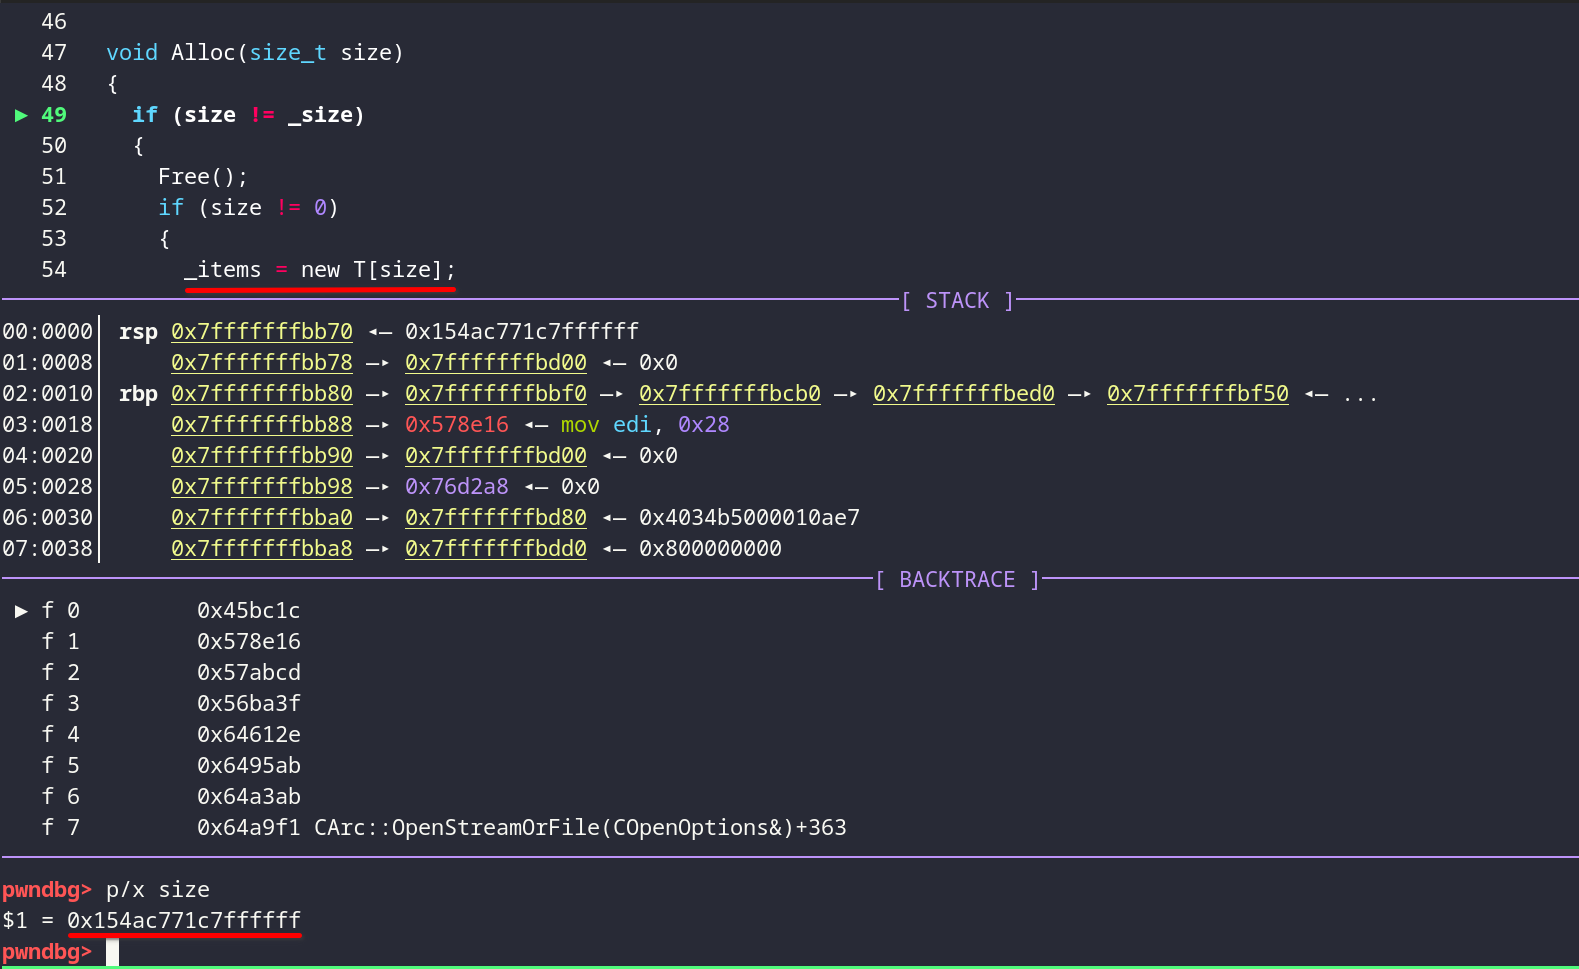 46
47 void Alloc(size_t size)
48 {
▶ 49 if (size != _size)
50 {
51 Free();
52 if (size != 0)
53 {
54 _items = new T[size];
[ STACK ]
00:0000│ rsp 0x7fffffffbb70 ◂— 0x154ac771c7ffffff
01:0008│ 0x7fffffffbb78 —▸ 0x7fffffffbd00 ◂— 0x0
02:0010│ rbp 0x7fffffffbb80 —▸ 0x7fffffffbbf0 —▸ 0x7fffffffbcb0 —▸ 0x7fffffffbed0 —▸ 0x7fffffffbf50 ◂— ...
03:0018│ 0x7fffffffbb88 —▸ 0x578e16 ◂— mov edi, 0x28
04:0020│ 0x7fffffffbb90 —▸ 0x7fffffffbd00 ◂— 0x0
05:0028│ 0x7fffffffbb98 —▸ 0x76d2a8 ◂— 0x0
06:0030│ 0x7fffffffbba0 —▸ 0x7fffffffbd80 ◂— 0x4034b5000010ae7
07:0038│ 0x7fffffffbba8 —▸ 0x7fffffffbdd0 ◂— 0x800000000
[ BACKTRACE ]
▶ f 0 0x45bc1c
f 1 0x578e16
f 2 0x57abcd
f 3 0x56ba3f
f 4 0x64612e
f 5 0x6495ab
f 6 0x64a3ab
f 7 0x64a9f1 CArc::OpenStreamOrFile(COpenOptions&)+363
pwndbg> p/x size
$1 = 0x154ac771c7ffffff
pwndbg>